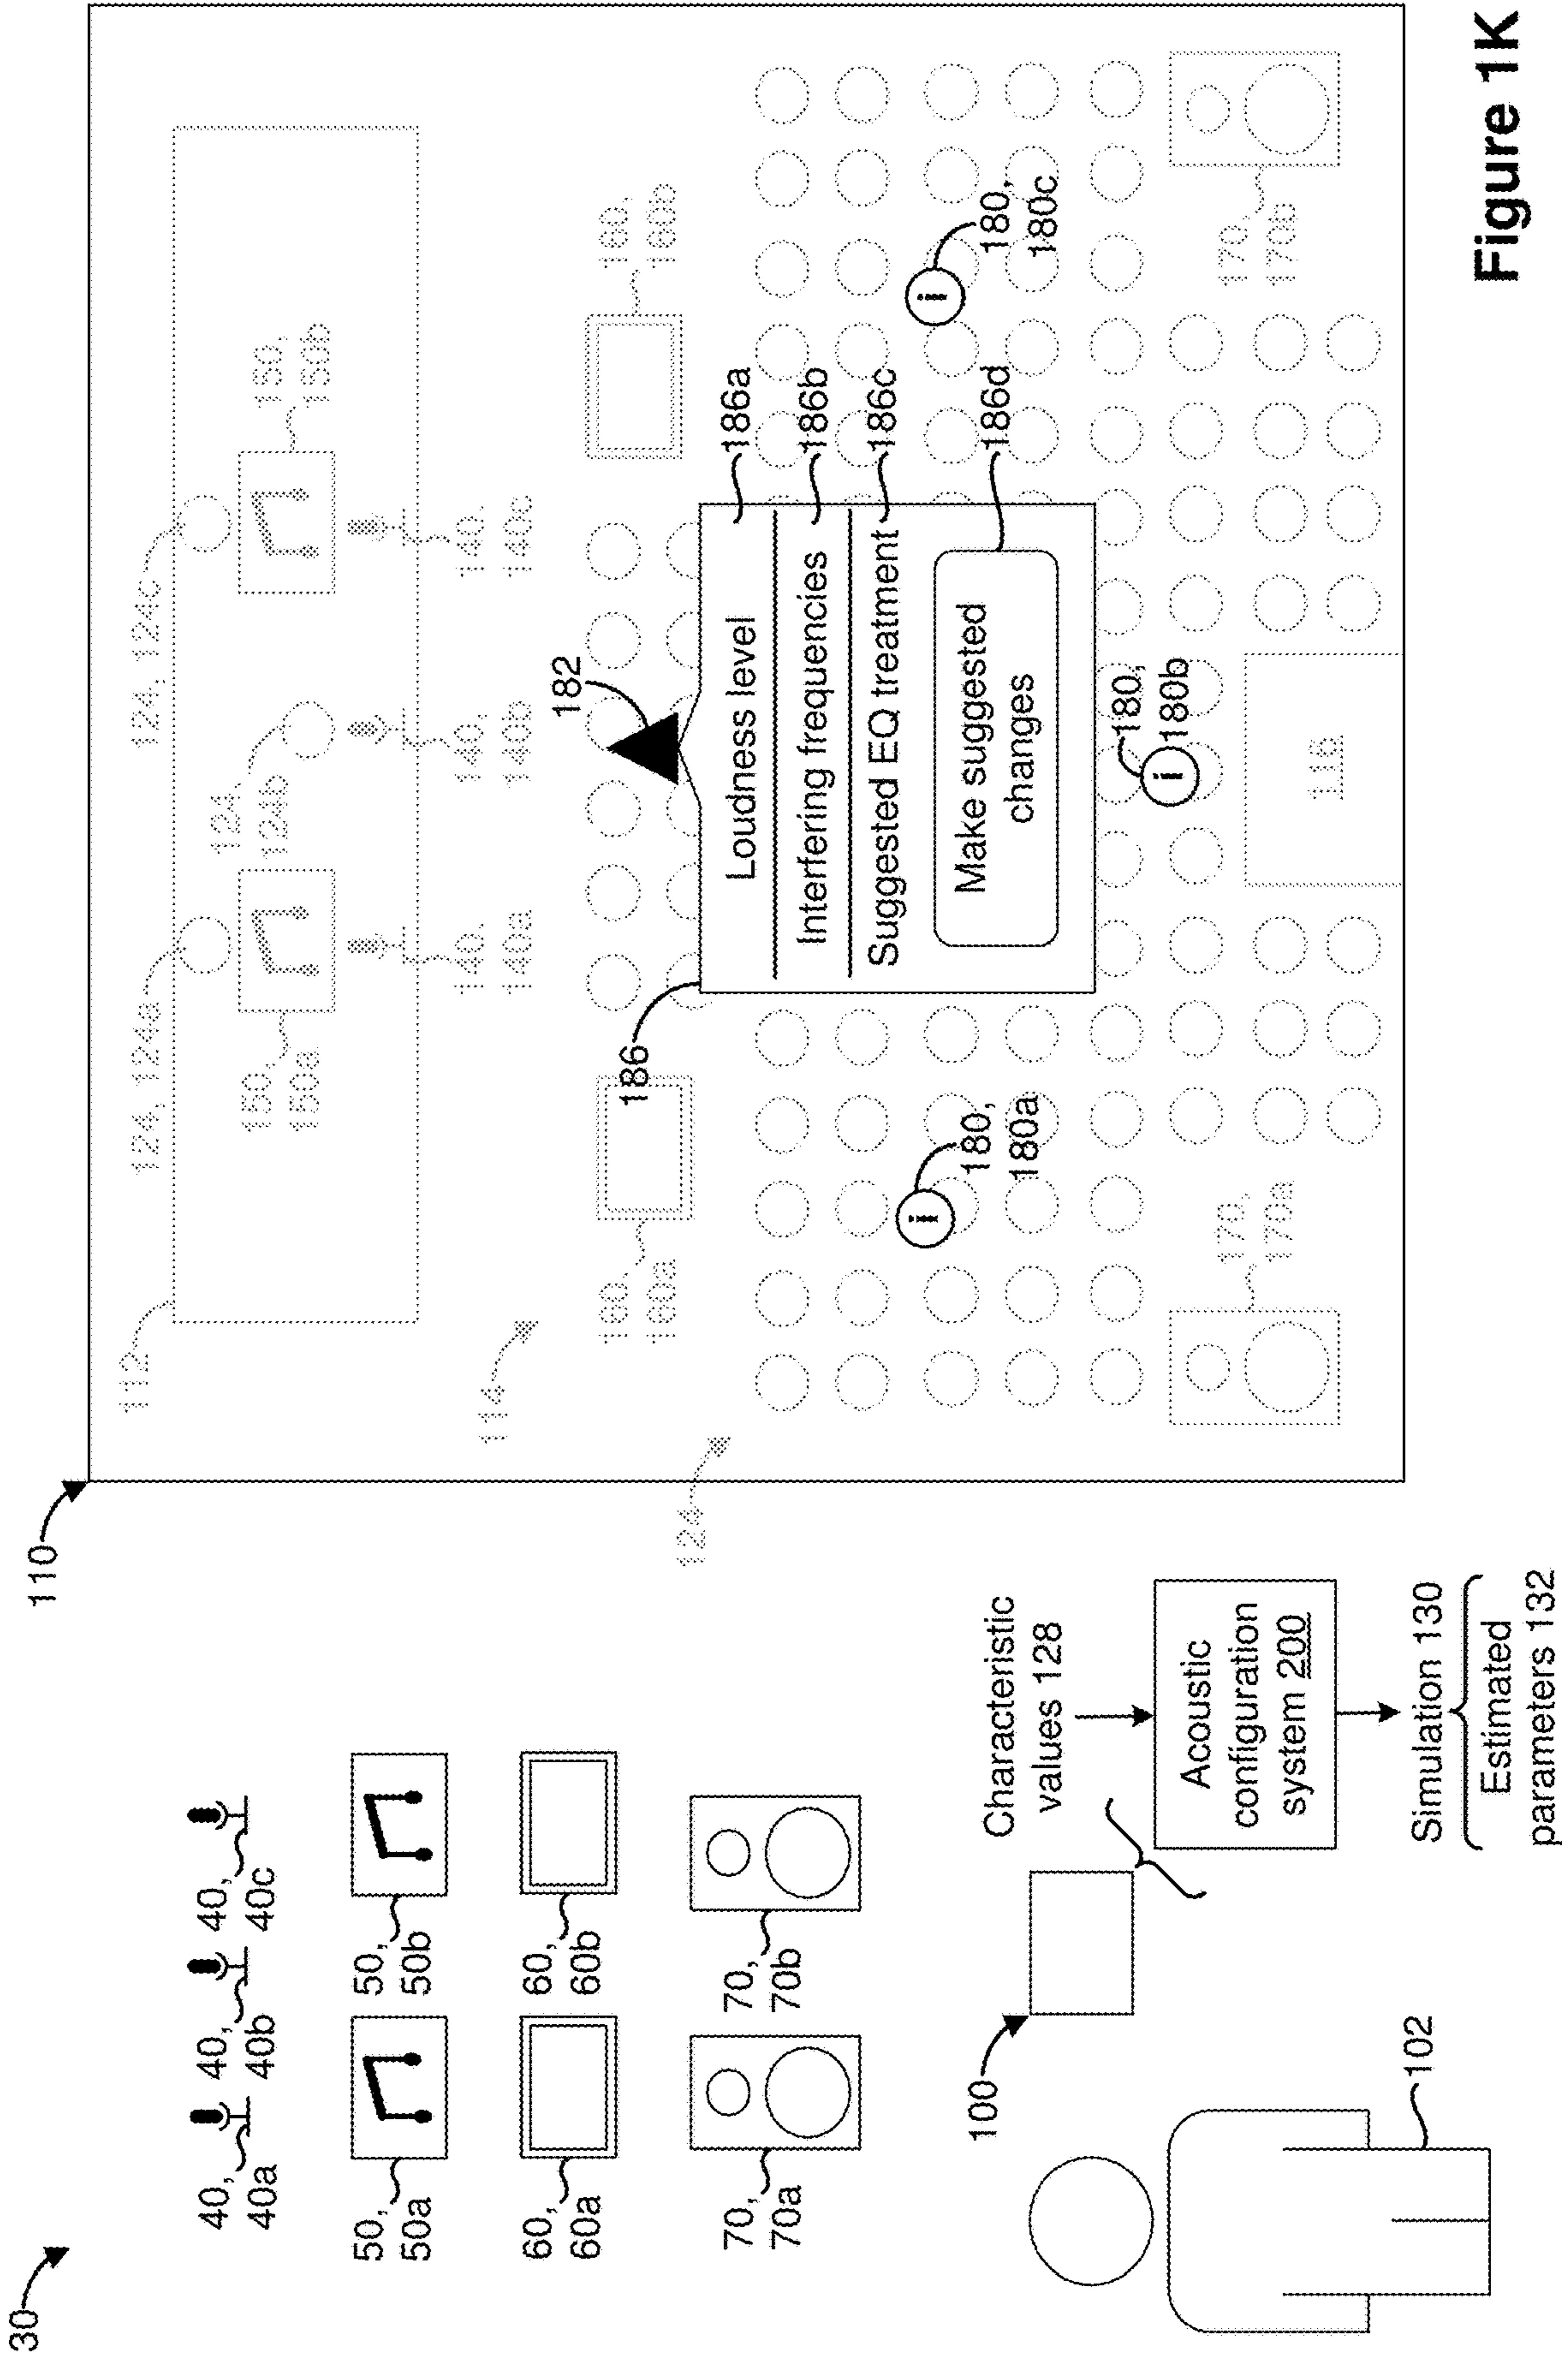 30
40,
40a
40,
40b
40,
40c
50,
50a
50,
50b
60,
60a
60,
60b
70,
70a
70,
70b
100
102
Characteristic
values 128
Acoustic
configuration
system 200
Simulation 130
Estimated
parameters 132
110
112
124, 124a
124
124b
124, 124c
150,
150a
150,
150b
140,
140a
140,
140b
140,
140c
114
160,
160a
160,
160b
182
186
Loudness level
186a
Interfering frequencies
186b
Suggested EQ treatment
186c
Make suggested
changes
186d
124
180,
180a
180,
180b
180,
180c
i
i
i
170,
170a
170,
170b
116
Figure 1K